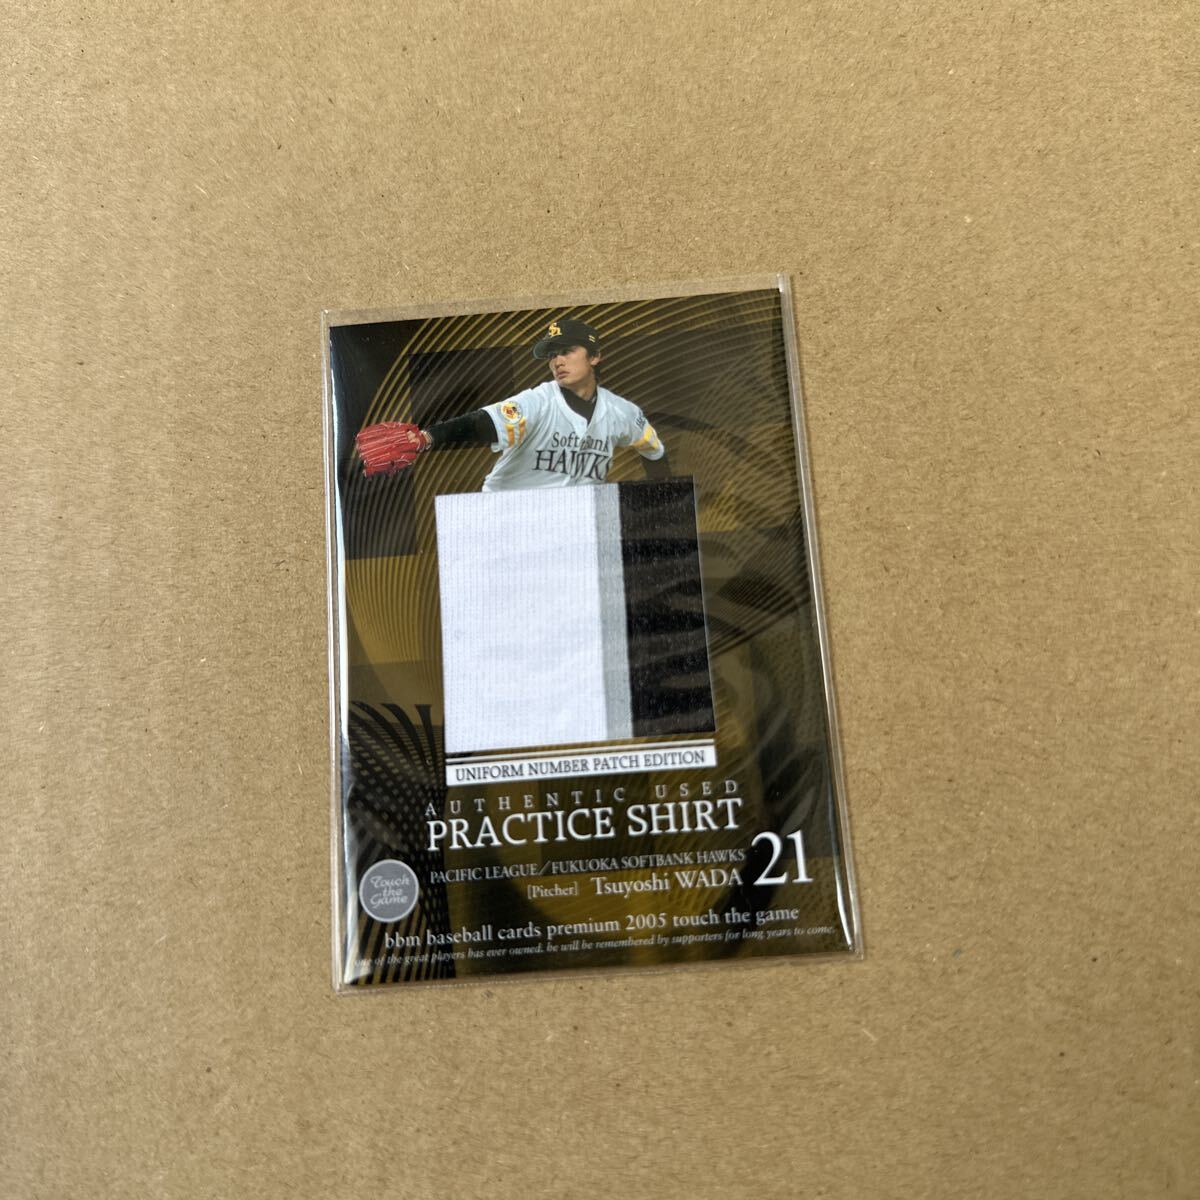 SoftBank
HAWKS
UNIFORM NUMBER PATCH EDITION
AUTHENTIC USED
PRACTICE SHIRT
PACIFIC LEAGUE/FUKUOKA SOFTBANK HAWKS
[Pitcher] Tsuyoshi WADA 21
Touch
the
Game
bbm baseball cards premium 2005 touch the game
one of the great players has ever owned. he will be remembered by supporters for long years to come.